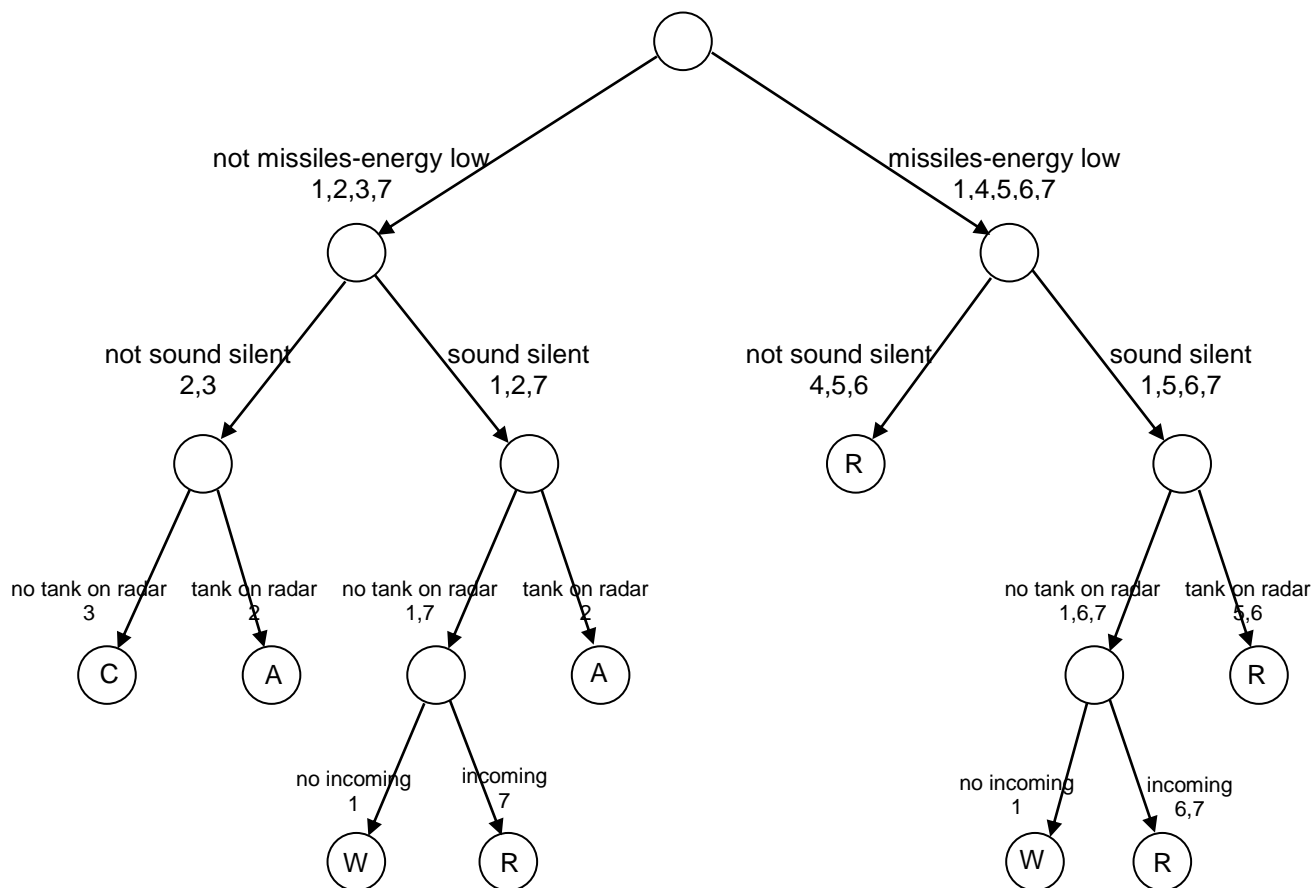 not missiles-energy low
1,2,3,7
missiles-energy low
1,4,5,6,7
not sound silent
2,3
sound silent
1,2,7
not sound silent
4,5,6
sound silent
1,5,6,7
R
no tank on radar
3
tank on radar
2
no tank on radar
1,7
tank on radar
2
no tank on radar
1,6,7
tank on radar
5,6
C
A
A
R
no incoming
1
incoming
7
no incoming
1
incoming
6,7
W
R
W
R